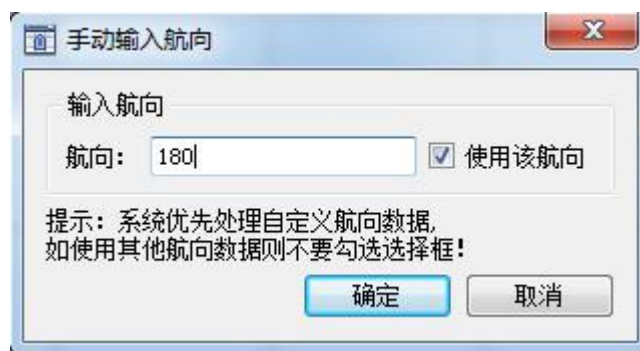 手动输入航向
输入航向
航向: 180 使用该航向
提示: 系统优先处理自定义航向数据,
如使用其他航向数据则不要勾选选择框!
确定 取消